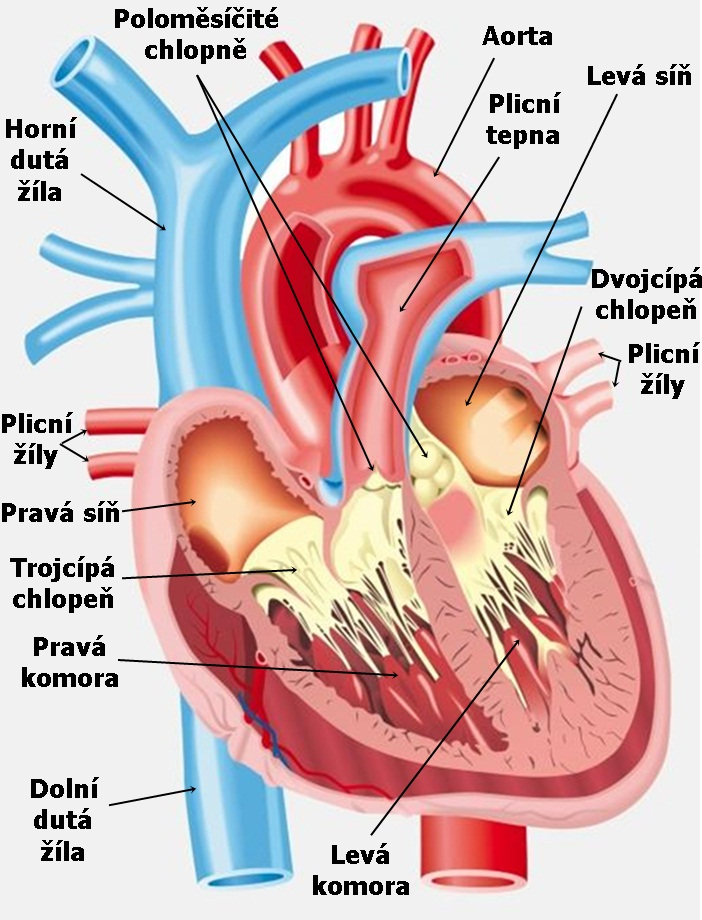 Poloměsíčité
chlopně
Aorta
Levá síň
Plicní
tepna
Horní
dutá
žíla
Dvojcípá
chlopeň
Plicní
žíly
Plicní
žíly
Pravá síň
Trojcípá
chlopeň
Pravá
komora
Dolní
dutá
žíla
Levá
komora